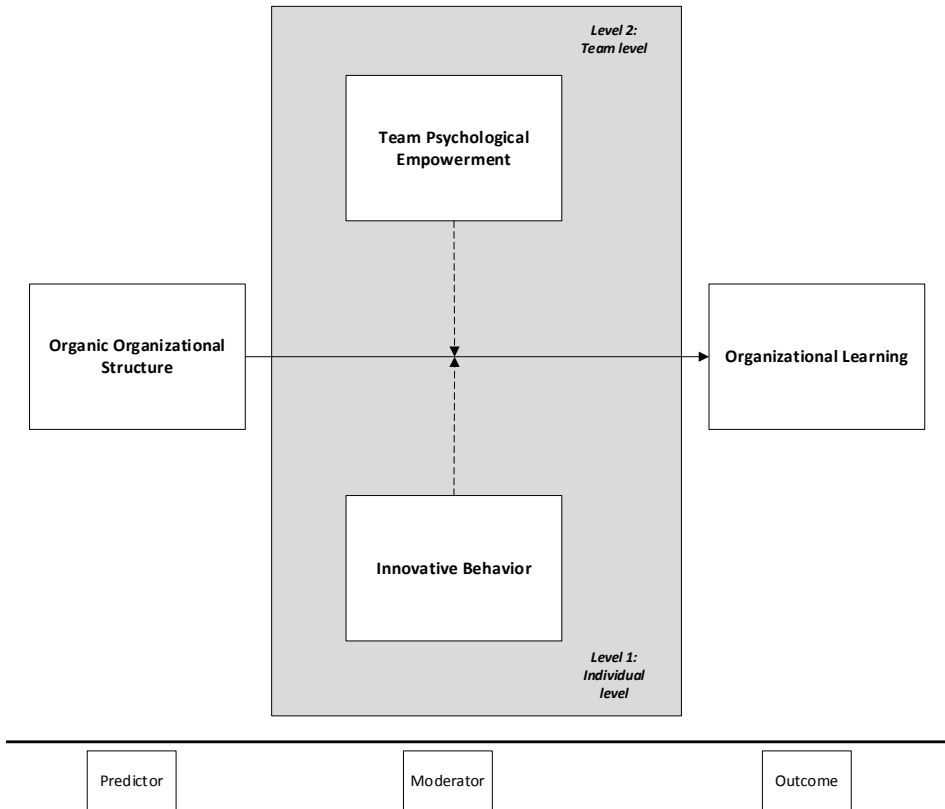 Level 2:
Team level
Team Psychological
Empowerment
Organic Organizational
Structure
Organizational Learning
Innovative Behavior
Level 1:
Individual
level
Predictor
Moderator
Outcome